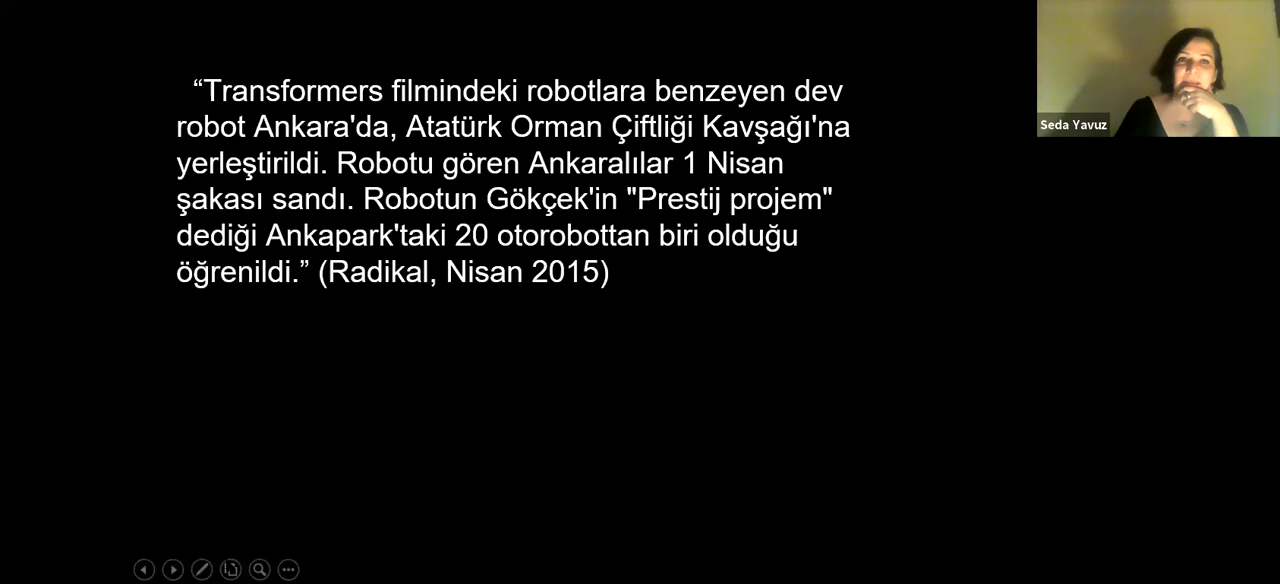 “Transformers filmindeki robotlara benzeyen dev
robot Ankara'da, Atatürk Orman Çiftliği Kavşağı'na
yerleştirildi. Robotu gören Ankaralılar 1 Nisan
şakası sandı. Robotun Gökçek'in "Prestij projem"
dediği Ankapark'taki 20 otorobottan biri olduğu
öğrenildi.” (Radikal, Nisan 2015)
Seda Yavuz